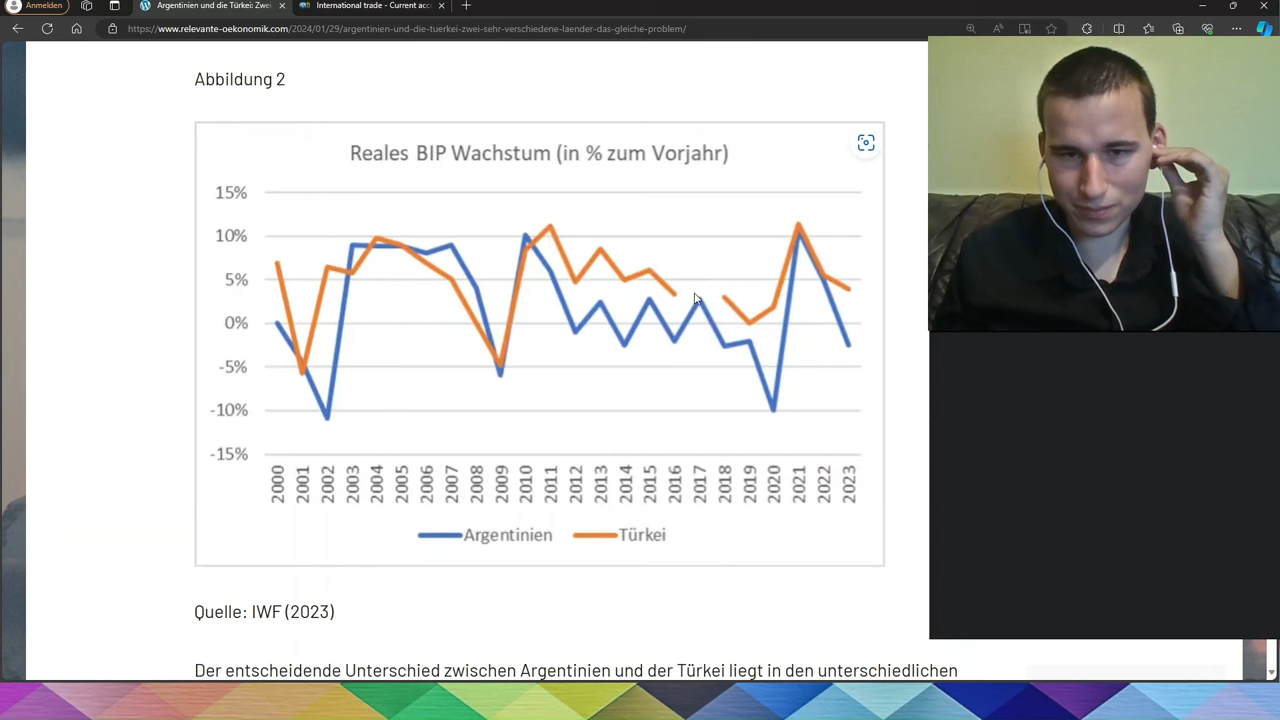 Anmelden
Argentinien und die Türkei: Zwei
International trade - Current acc
https://www.relevante-oekonomik.com/2024/01/29/argentinien-und-die-tuerkei-zwei-sehr-verschiedene-laender-das-gleiche-problem/
Abbildung 2
Reales BIP Wachstum (in % zum Vorjahr)
15%
10%
5%
0%
-5%
-10%
-15%
2000 2001 2002 2003 2004 2005 2006 2007 2008 2009 2010 2011 2012 2013 2014 2015 2016 2017 2018 2019 2020 2021 2022 2023
Argentinien Türkei
Quelle: IWF (2023)
Der entscheidende Unterschied zwischen Argentinien und der Türkei liegt in den unterschiedlichen